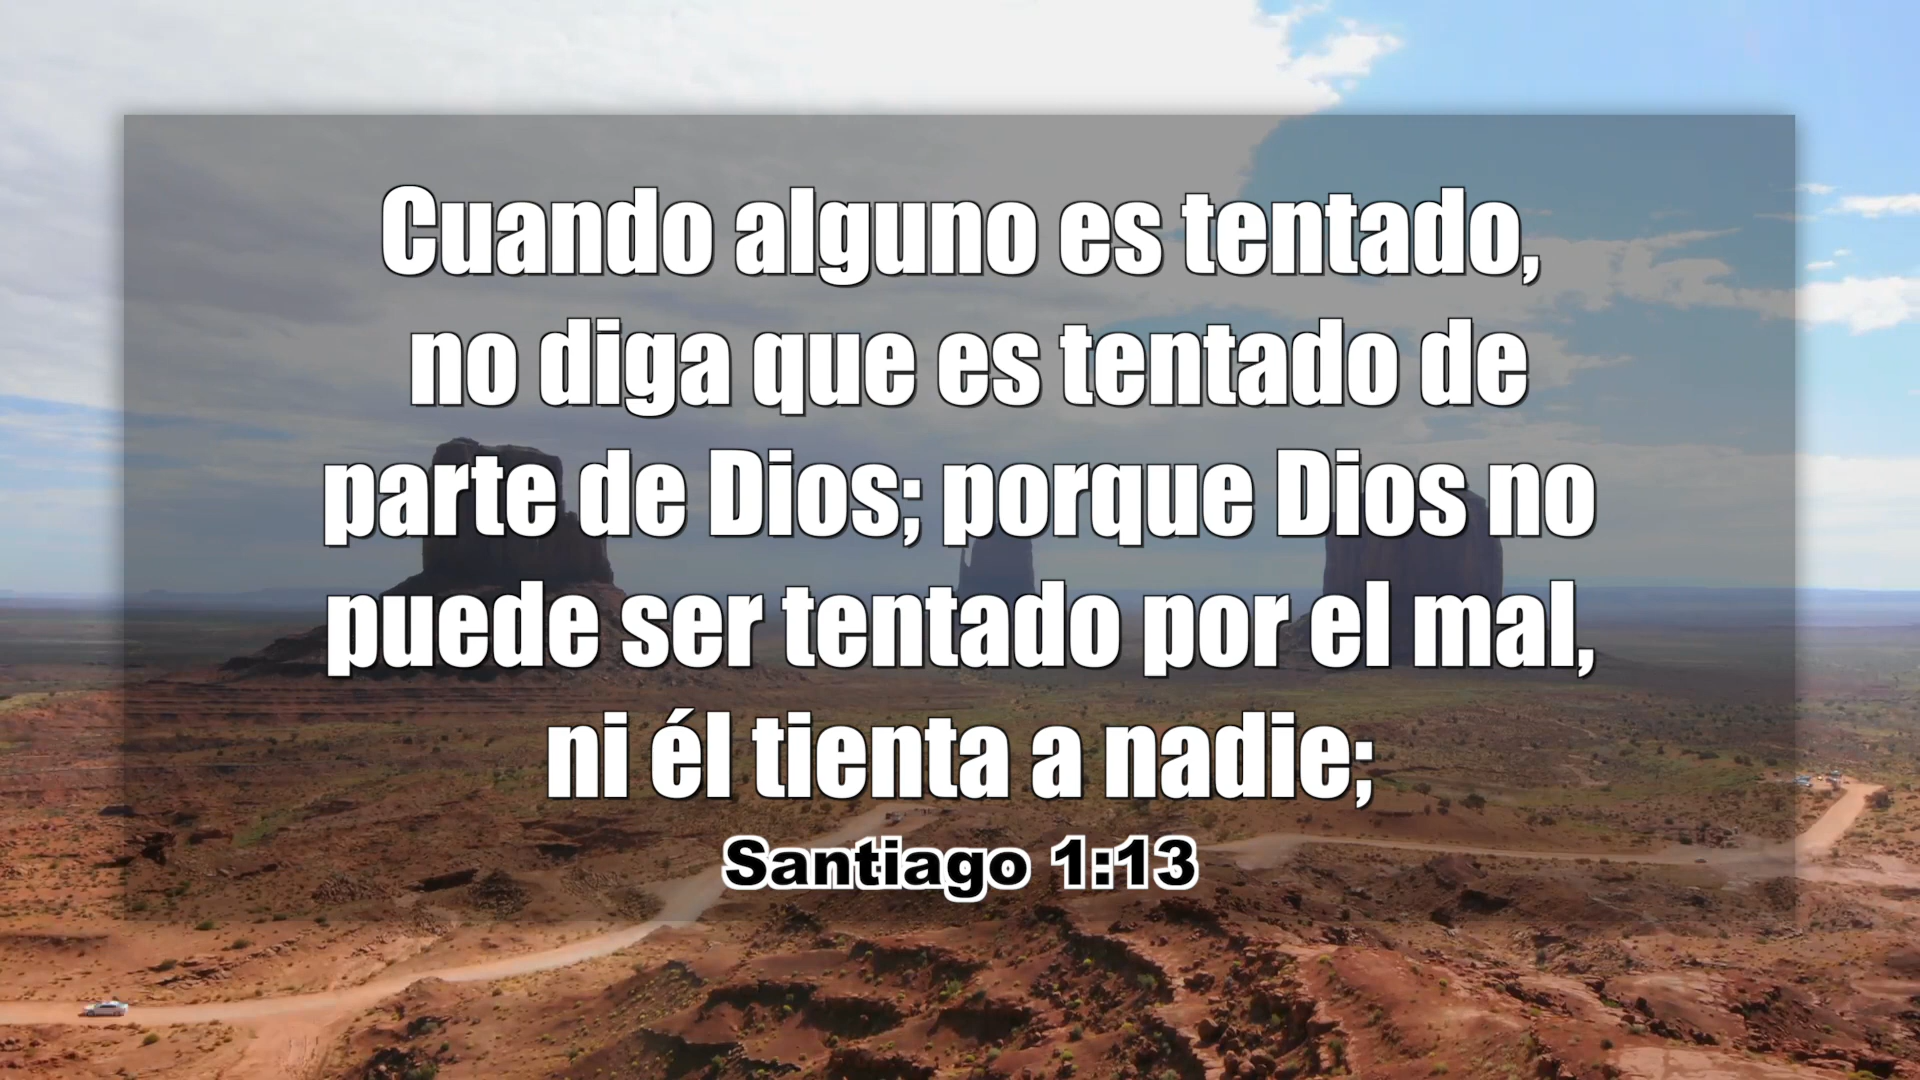 Cuando alguno es tentado,
no diga que es tentado de
parte de Dios; porque Dios no
puede ser tentado por el mal,
ni él tienta a nadie;
Santiago 1:13